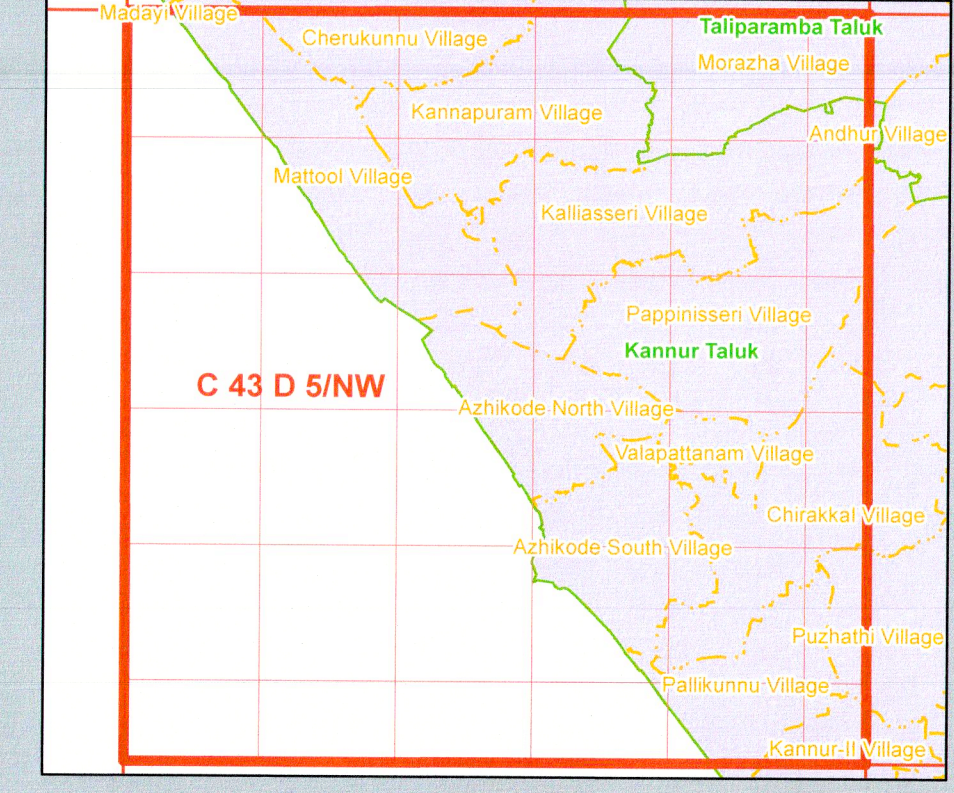 Madayi Village
Taliparamba Taluk
Cherukunnu Village
Morazha Village
Kannapuram Village
Andhur Village
Mattool Village
Kalliasseri Village
Pappinisseri Village
Kannur Taluk
C 43 D 5/NW
Azhikode North Village
Valapattanam Village
Chirakkal Village
Azhikode South Village
Puzhathi Village
Pallikunnu Village
Kannur-II Village